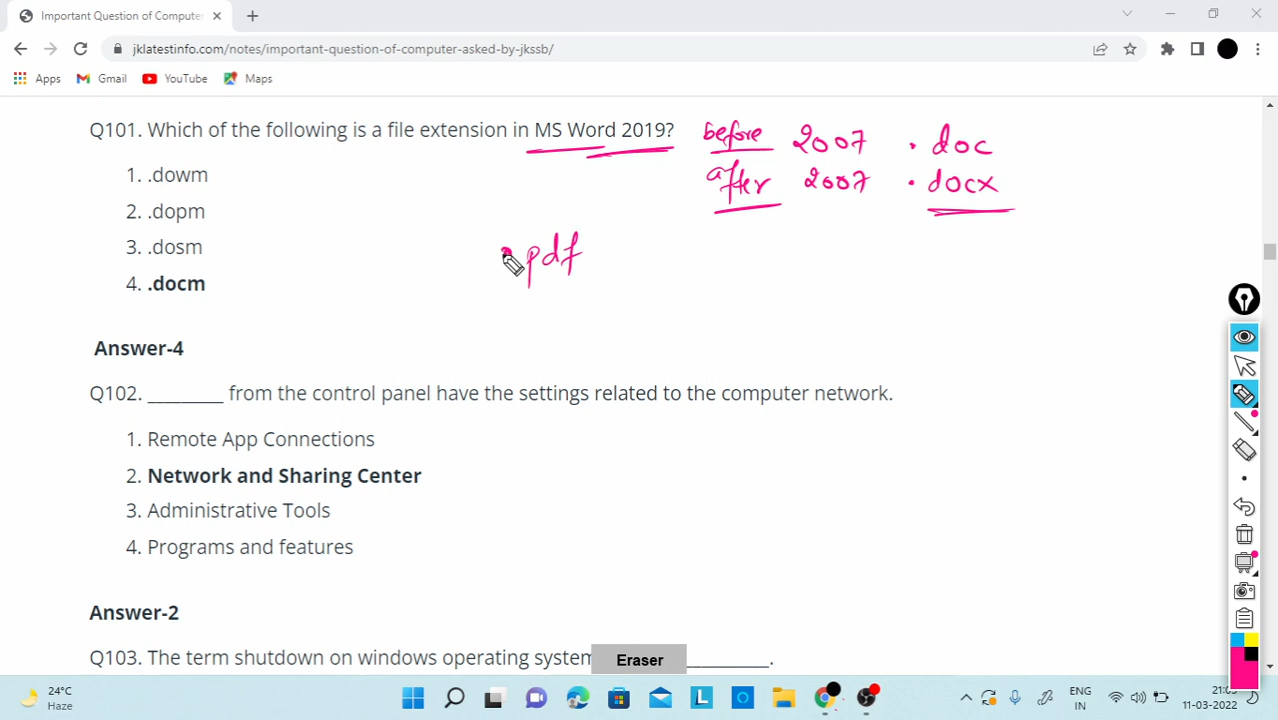 Important Question of Computer
jklatestinfo.com/notes/important-question-of-computer-asked-by-jkssb/
Apps Gmail YouTube Maps
Q101. Which of the following is a file extension in MS Word 2019?
before 2007 .doc
after 2007 .docx
1. .dowm
2. .dopm
3. .dosm
.pdf
4. .docm
Answer-4
Q102. ________ from the control panel have the settings related to the computer network.
1. Remote App Connections
2. Network and Sharing Center
3. Administrative Tools
4. Programs and features
Answer-2
Q103. The term shutdown on windows operating system ________.
Eraser
24°C
Haze
ENG
IN
11-03-2022